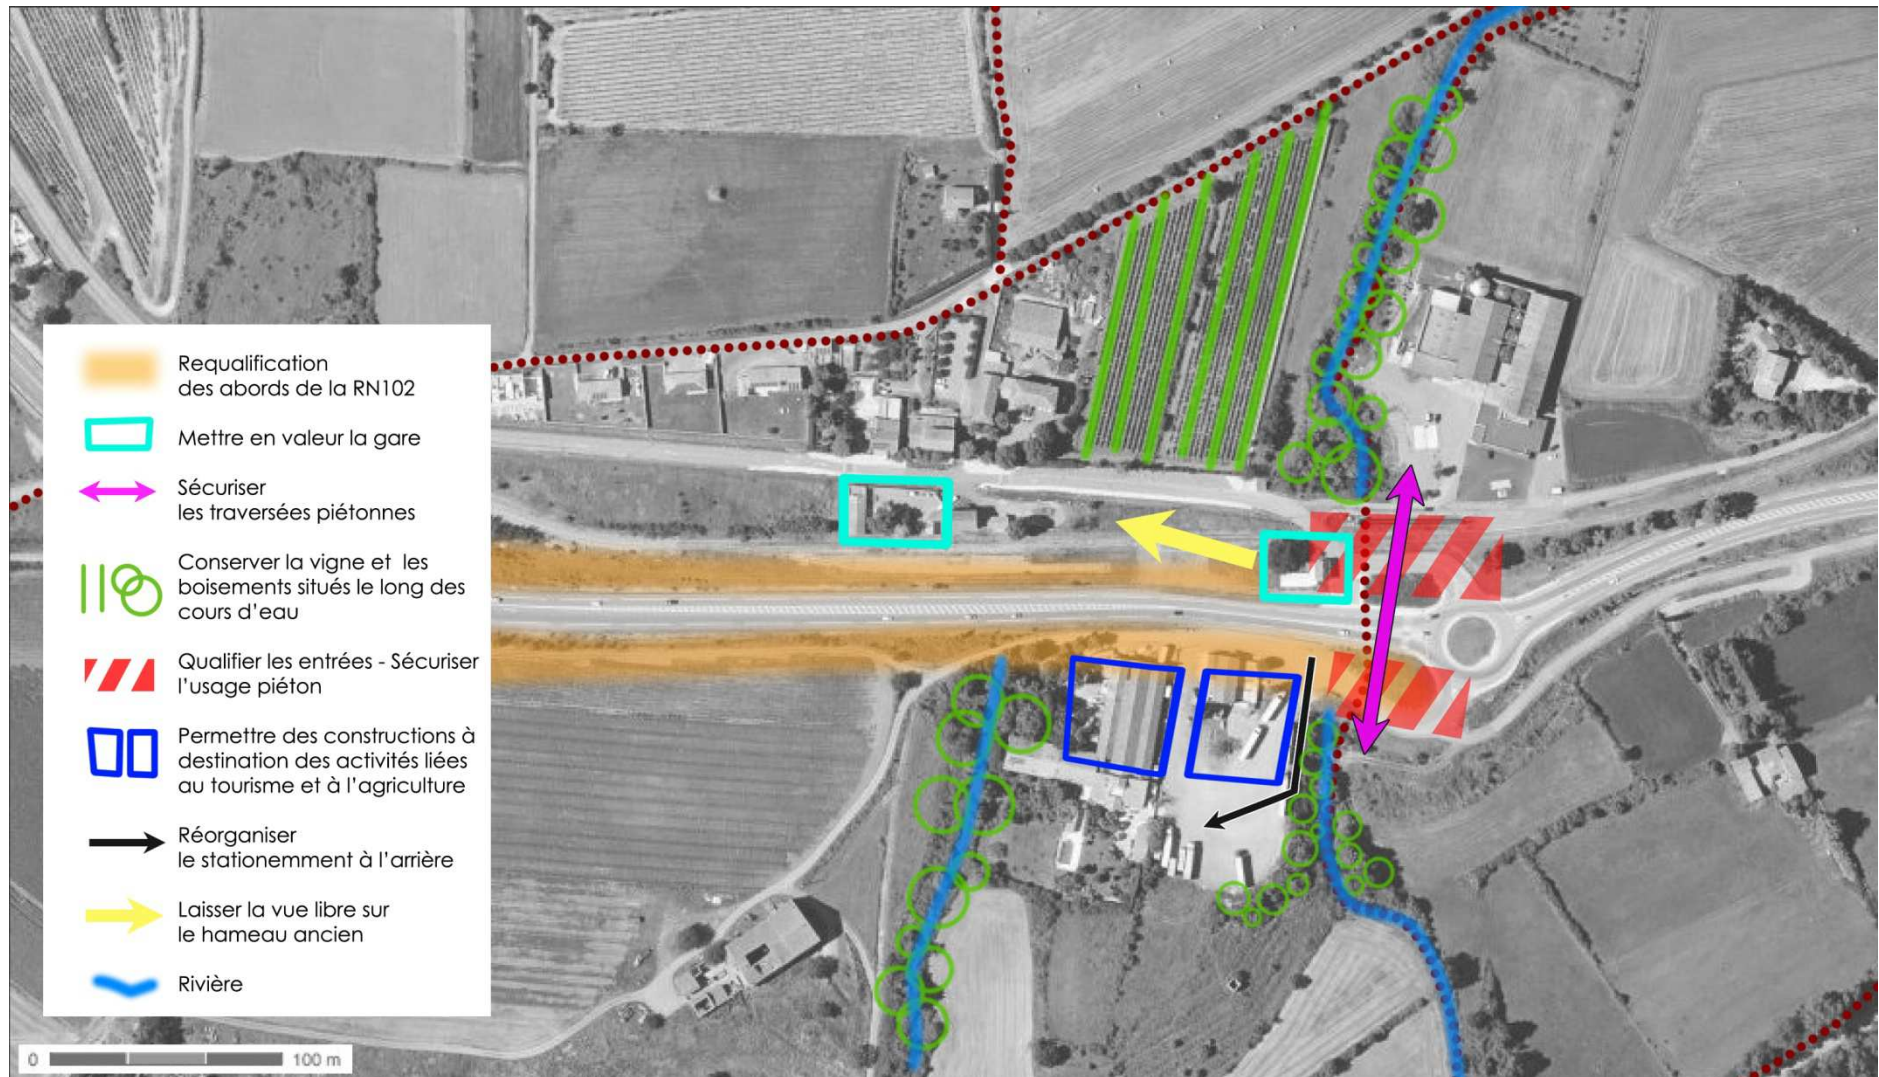 Requalification
des abords de la RN102
Mettre en valeur la gare
Sécuriser
les traversées piétonnes
Conserver la vigne et les
boisements situés le long des
cours d'eau
Qualifier les entrées - Sécuriser
l'usage piéton
Permettre des constructions à
destination des activités liées
au tourisme et à l'agriculture
Réorganiser
le stationemment à l'arrière
Laisser la vue libre sur
le hameau ancien
Rivière
0 100 m